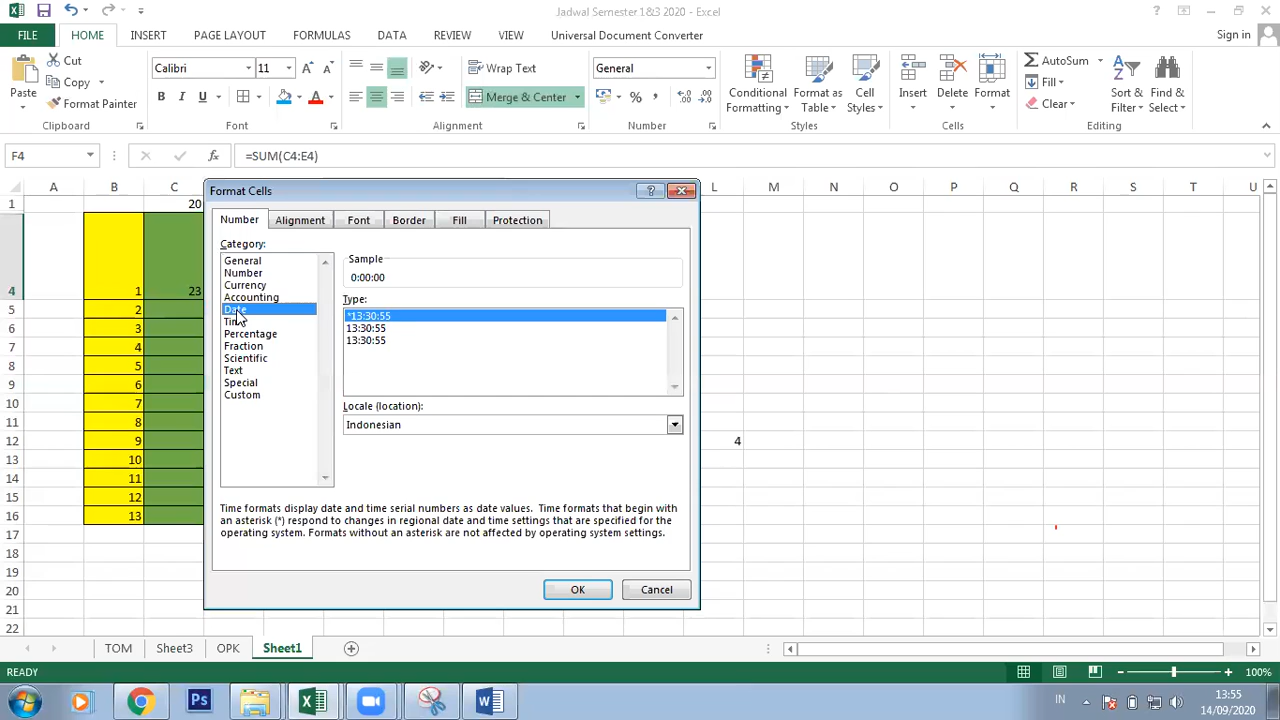 Jadwal Semester 1&3 2020 - Excel
?
FILE HOME INSERT PAGE LAYOUT FORMULAS DATA REVIEW VIEW Universal Document Converter Sign in
Paste
Cut
Copy
Format Painter
Clipboard
Calibri 11
B I U
Font
Wrap Text
Merge & Center
Alignment
General
%
Number
Conditional Formatting
Format as Table
Cell Styles
Styles
Insert Delete Format
Cells
AutoSum
Fill
Clear
Sort & Filter
Find & Select
Editing
F4 fx =SUM(C4:E4)
A B C L M N O P Q R S T U
1 20
4 1 23
5 2
6 3
7 4
8 5
9 6
10 7
11 8
12 9 4
13 10
14 11
15 12
16 13
17
18
19
20
21
22
Format Cells
?
Number Alignment Font Border Fill Protection
Category:
General
Number
Currency
Accounting
Date
Time
Percentage
Fraction
Scientific
Text
Special
Custom
Sample
0:00:00
Type:
*13:30:55
13:30:55
13:30:55
Locale (location):
Indonesian
Time formats display date and time serial numbers as date values. Time formats that begin with
an asterisk (*) respond to changes in regional date and time settings that are specified for the
operating system. Formats without an asterisk are not affected by operating system settings.
OK Cancel
TOM Sheet3 OPK Sheet1
READY 100%
Ps
IN
13:55
14/09/2020